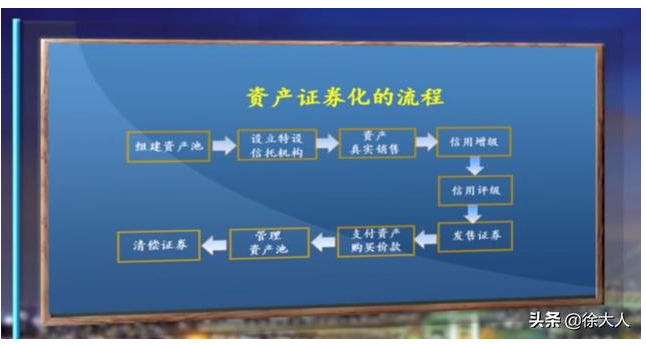 资产证券化的流程
组建资产池
设立特设
信托机构
资产
真实销售
信用增级
信用评级
发售证券
支付资产
购买价款
管理
资产池
清偿证券
头条 @徐大人